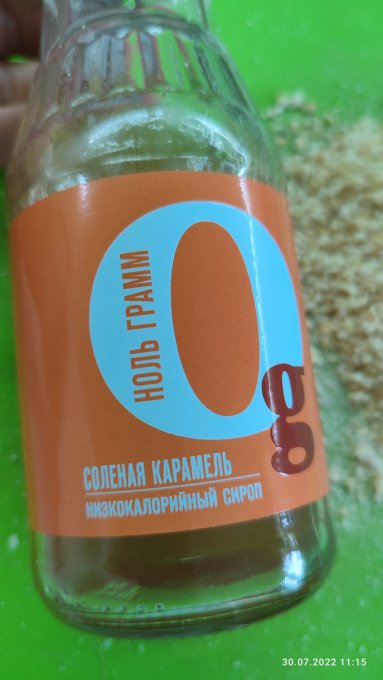 НОЛЬ ГРАММ
0g
СОЛЕНАЯ КАРАМЕЛЬ
НИЗКОКАЛОРИЙНЫЙ СИРОП
30.07.2022 11:15